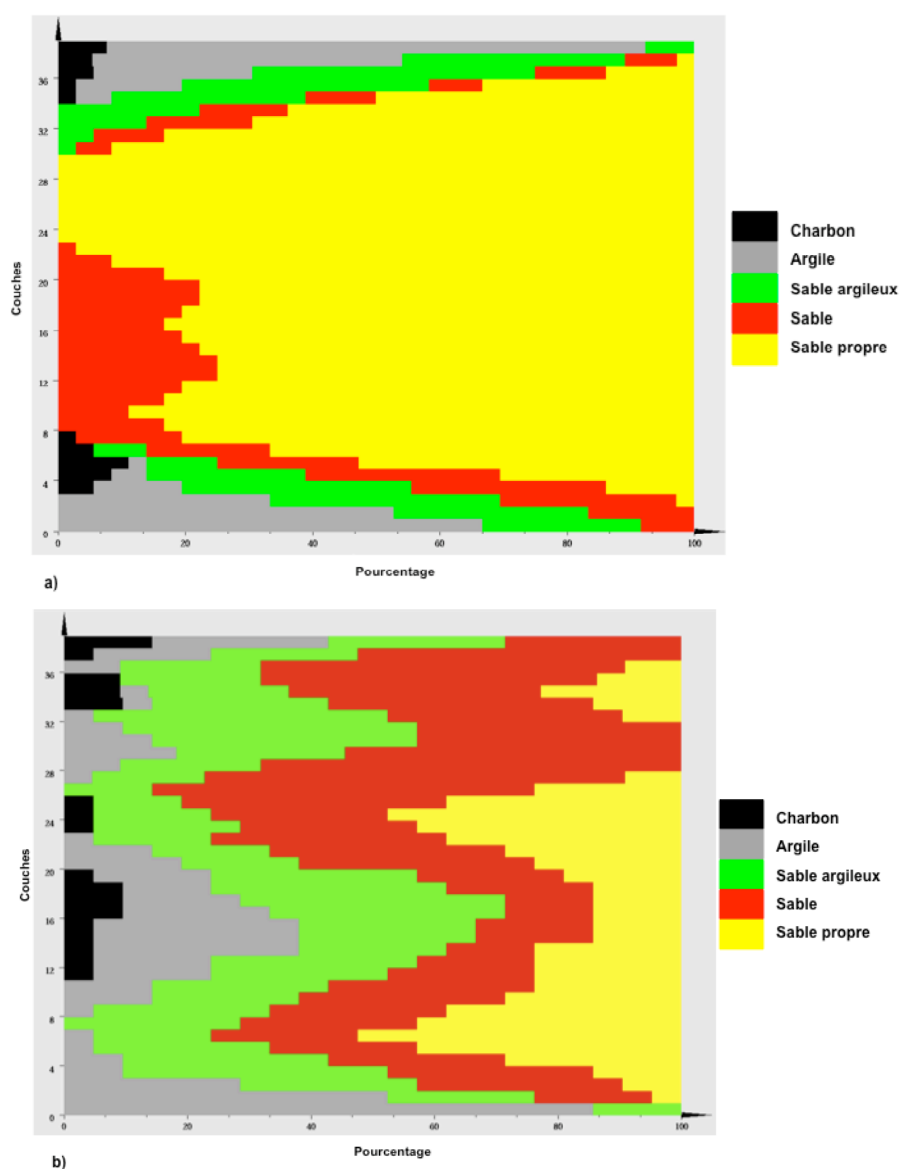 36
32
28
24
20
16
12
8
4
0
0 20 40 60 80 100
Couches
Pourcentage
a)
Charbon
Argile
Sable argileux
Sable
Sable propre
36
32
28
24
20
16
12
8
4
0
0 20 40 60 80 100
Couches
Pourcentage
b)
Charbon
Argile
Sable argileux
Sable
Sable propre